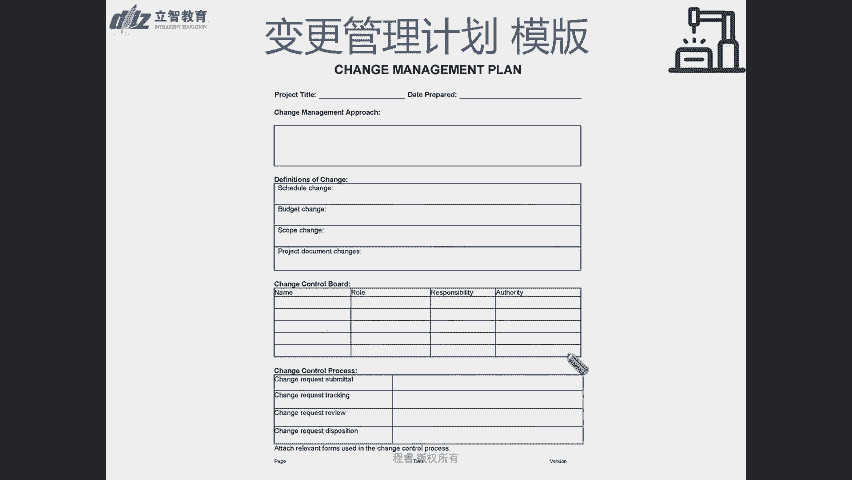 立智教育
INTELLIGENT EDUCATION
变更管理计划 模版
CHANGE MANAGEMENT PLAN
Project Title: Date Prepared:
Change Management Approach:
Definitions of Change:
Schedule change:
Budget change:
Scope change:
Project document changes:
Change Control Board:
Name Role Responsibility Authority
Change Control Process:
Change request submittal
Change request tracking
Change request review
Change request disposition
Attach relevant forms used in the change control process.
版权所有
Page Version